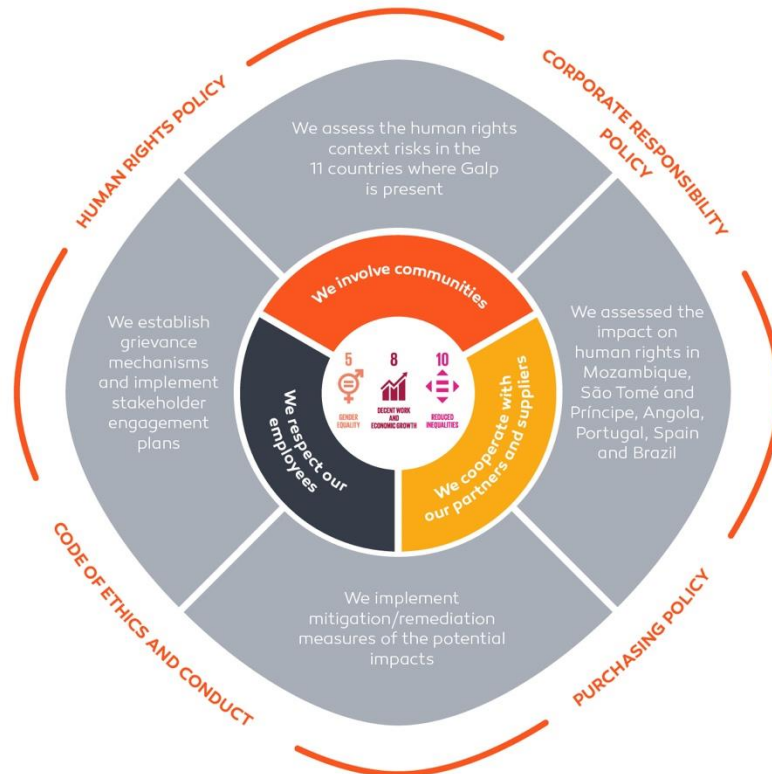 HUMAN RIGHTS POLICY
CORPORATE RESPONSIBILITY
POLICY
We assess the human rights
context risks in the
11 countries where Galp
is present
We establish
grievance
mechanisms
and implement
stakeholder
engagement
plans
We involve communities
We assessed the
impact on
human rights in
Mozambique,
São Tomé and
Príncipe, Angola,
Portugal, Spain
and Brazil
5
GENDER
EQUALITY
8
DECENT WORK
AND
ECONOMIC GROWTH
10
REDUCED
INEQUALITIES
We respect our
employees
We cooperate with
our partners and suppliers
We implement
mitigation/remediation
measures of the potential
impacts
CODE OF ETHICS AND CONDUCT
PURCHASING POLICY